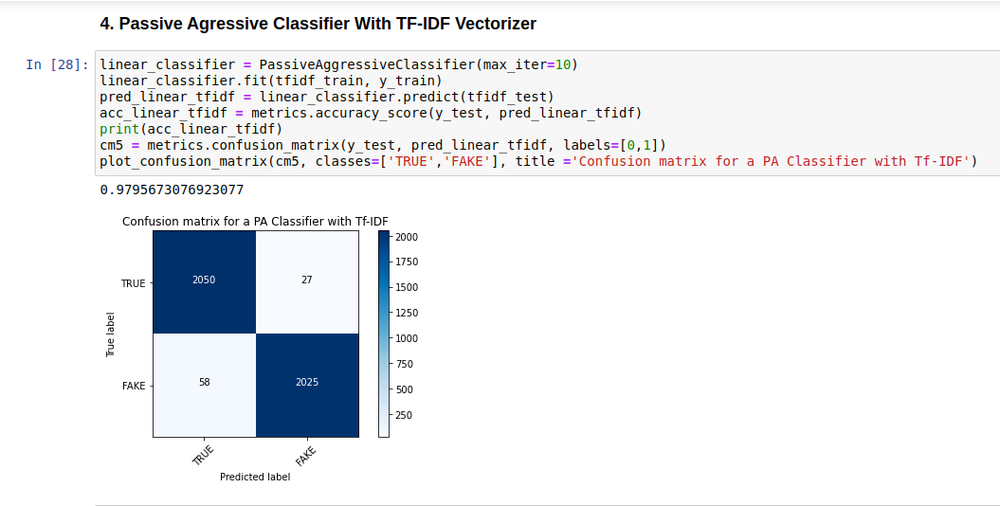 4. Passive Agressive Classifier With TF-IDF Vectorizer
In [28]:
linear_classifier = PassiveAggressiveClassifier(max_iter=10)
linear_classifier.fit(tfidf_train, y_train)
pred_linear_tfidf = linear_classifier.predict(tfidf_test)
acc_linear_tfidf = metrics.accuracy_score(y_test, pred_linear_tfidf)
print(acc_linear_tfidf)
cm5 = metrics.confusion_matrix(y_test, pred_linear_tfidf, labels=[0,1])
plot_confusion_matrix(cm5, classes=['TRUE','FAKE'], title ='Confusion matrix for a PA Classifier with Tf-IDF')
0.9795673076923077
Confusion matrix for a PA Classifier with Tf-IDF
True label
TRUE
2050
27
FAKE
58
2025
TRUE
FAKE
Predicted label
2000
1750
1500
1250
1000
750
500
250